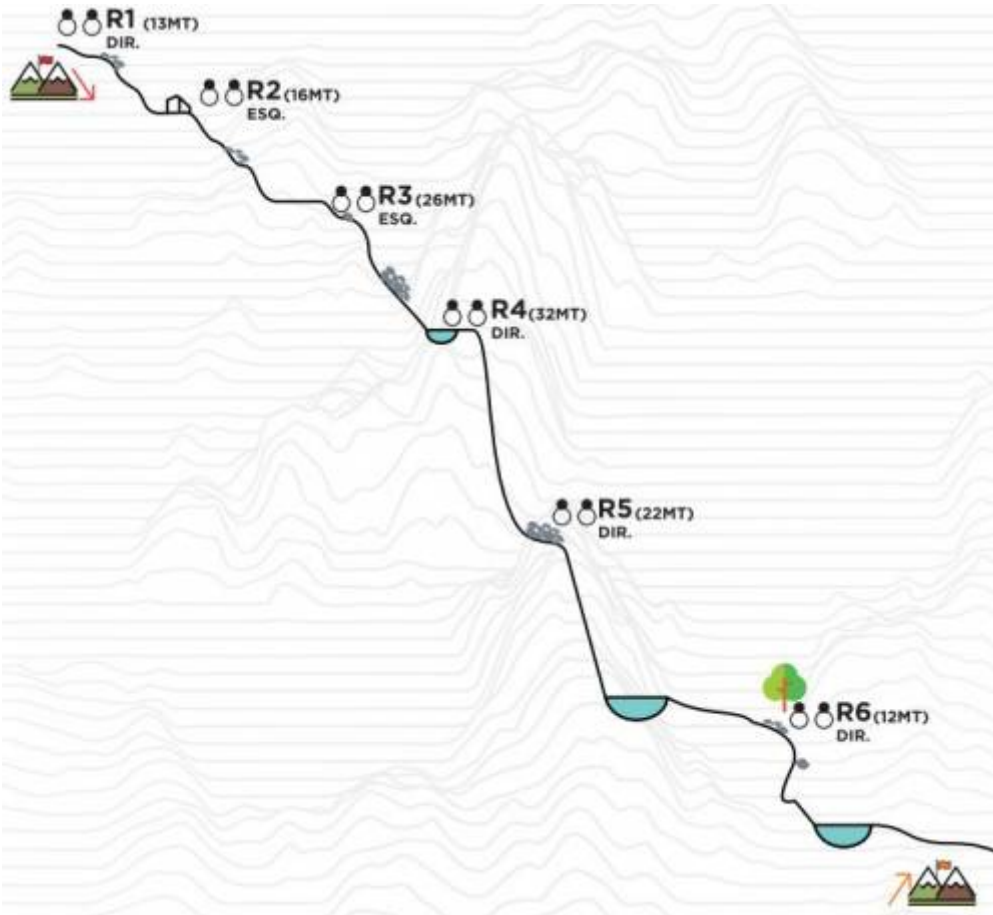 R1 (13MT)
DIR.
R2 (16MT)
ESQ.
R3 (26MT)
ESQ.
R4 (32MT)
DIR.
R5 (22MT)
DIR.
R6 (12MT)
DIR.